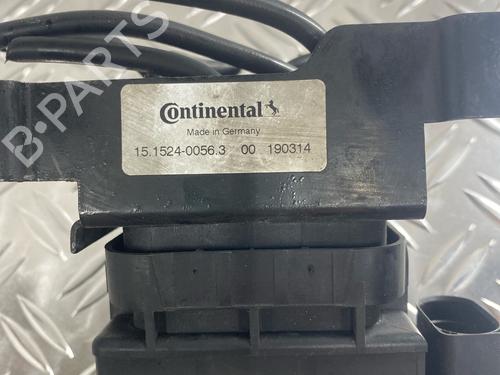 B-PARTS
Continental
Made in Germany
15.1524-0056.3 00 190314